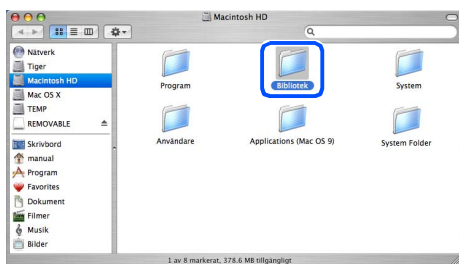 Macintosh HD
Nätverk
Tiger
Macintosh HD
Mac OS X
TEMP
REMOVABLE
Skrivbord
manual
Program
Favorites
Dokument
Filmer
Musik
Bilder
Program
Bibliotek
System
Användare
Applications (Mac OS 9)
System Folder
1 av 8 markerat, 378.6 MB tillgängligt